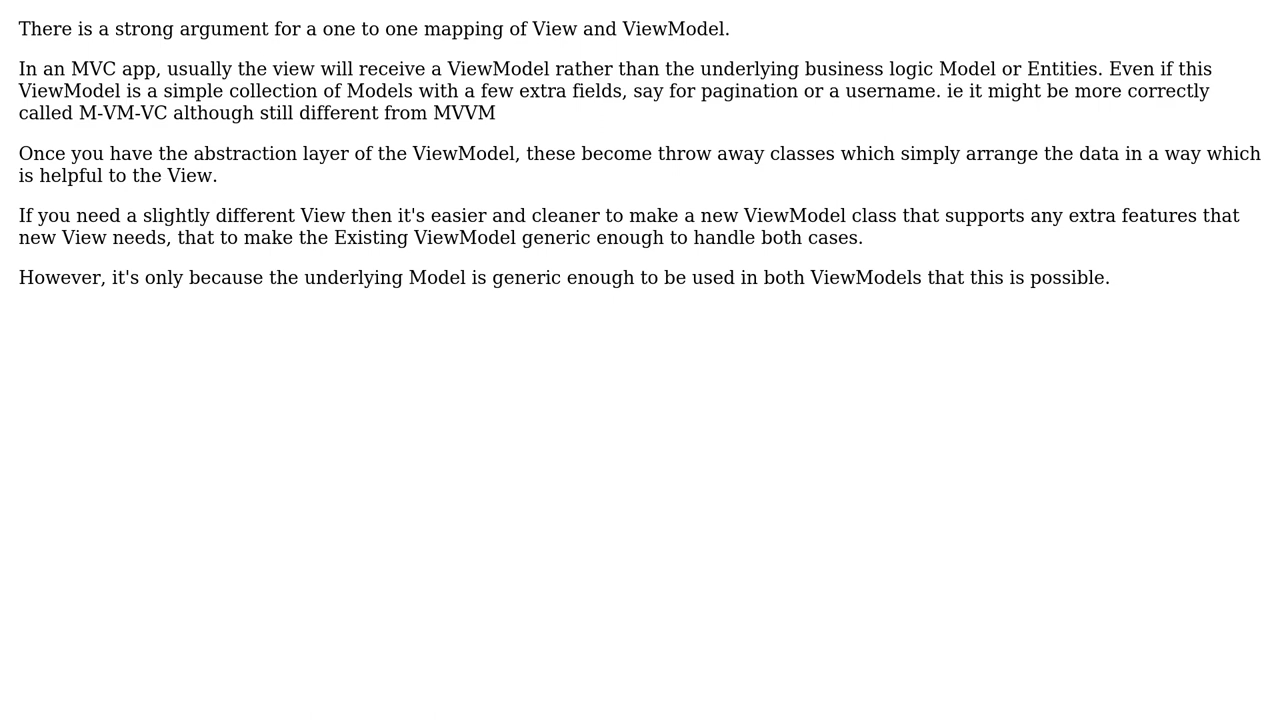 There is a strong argument for a one to one mapping of View and ViewModel.
In an MVC app, usually the view will receive a ViewModel rather than the underlying business logic Model or Entities. Even if this
ViewModel is a simple collection of Models with a few extra fields, say for pagination or a username. ie it might be more correctly
called M-VM-VC although still different from MVVM
Once you have the abstraction layer of the ViewModel, these become throw away classes which simply arrange the data in a way which
is helpful to the View.
If you need a slightly different View then it's easier and cleaner to make a new ViewModel class that supports any extra features that
new View needs, that to make the Existing ViewModel generic enough to handle both cases.
However, it's only because the underlying Model is generic enough to be used in both ViewModels that this is possible.